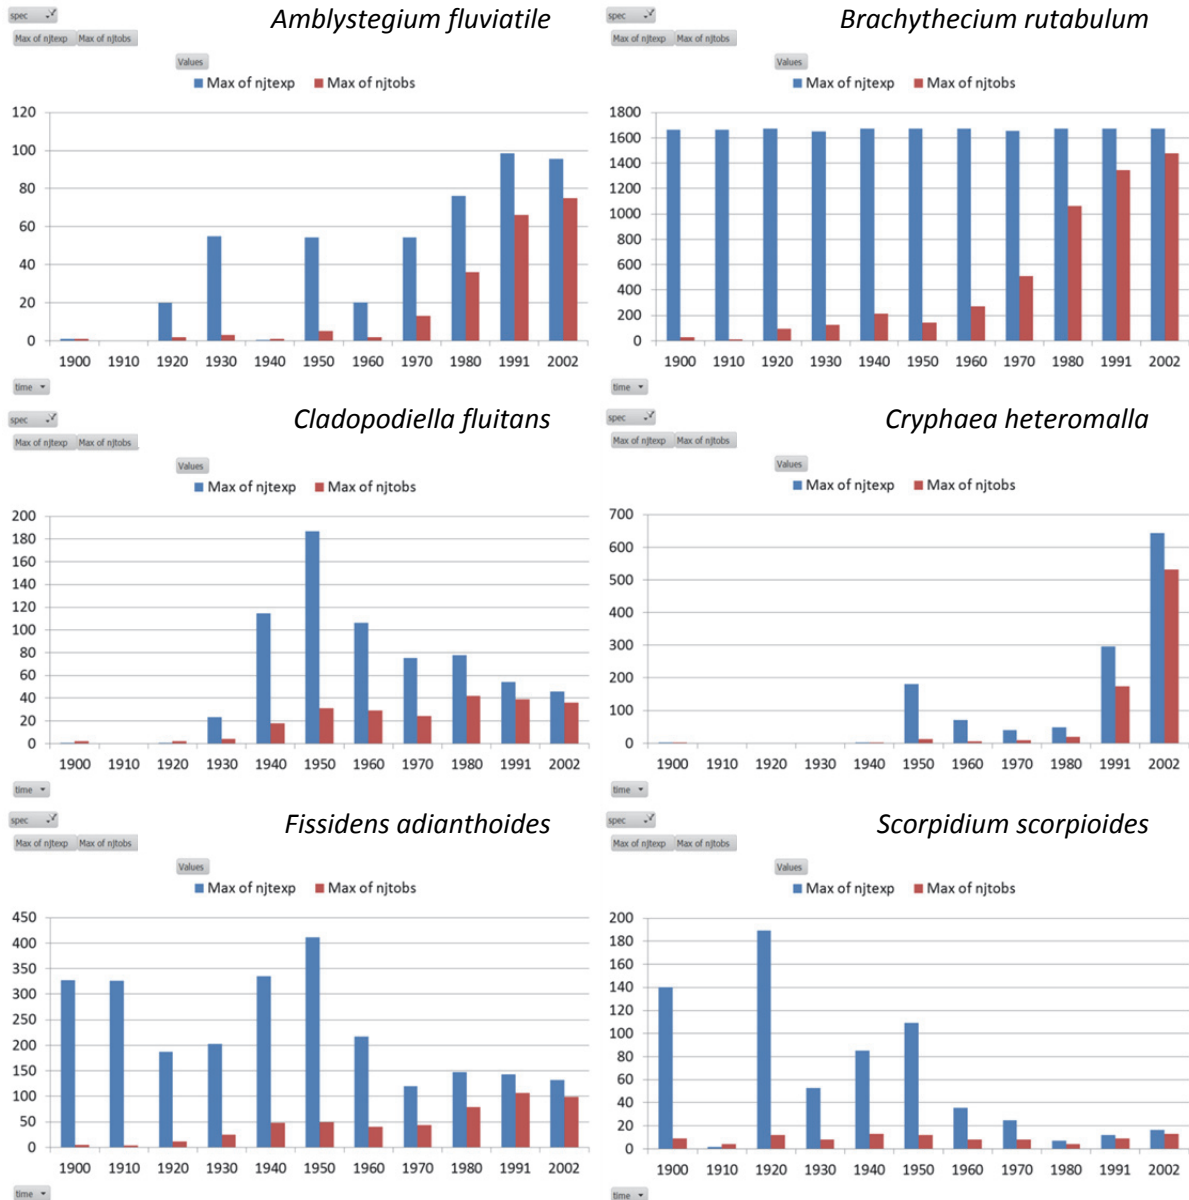 spec
Amblystegium fluviatile
Max of njtexp Max of njtobs
Values
Max of njtexp Max of njtobs
120
100
80
60
40
20
0
1900 1910 1920 1930 1940 1950 1960 1970 1980 1991 2002
time
spec
Brachythecium rutabulum
Max of njtexp Max of njtobs
Values
Max of njtexp Max of njtobs
1800
1600
1400
1200
1000
800
600
400
200
0
1900 1910 1920 1930 1940 1950 1960 1970 1980 1991 2002
time
spec
Cladopodiella fluitans
Max of njtexp Max of njtobs
Values
Max of njtexp Max of njtobs
200
180
160
140
120
100
80
60
40
20
0
1900 1910 1920 1930 1940 1950 1960 1970 1980 1991 2002
time
spec
Cryphaea heteromalla
Max of njtexp Max of njtobs
Values
Max of njtexp Max of njtobs
700
600
500
400
300
200
100
0
1900 1910 1920 1930 1940 1950 1960 1970 1980 1991 2002
time
spec
Fissidens adianthoides
Max of njtexp Max of njtobs
Values
Max of njtexp Max of njtobs
450
400
350
300
250
200
150
100
50
0
1900 1910 1920 1930 1940 1950 1960 1970 1980 1991 2002
time
spec
Scorpidium scorpioides
Max of njtexp Max of njtobs
Values
Max of njtexp Max of njtobs
200
180
160
140
120
100
80
60
40
20
0
1900 1910 1920 1930 1940 1950 1960 1970 1980 1991 2002
time